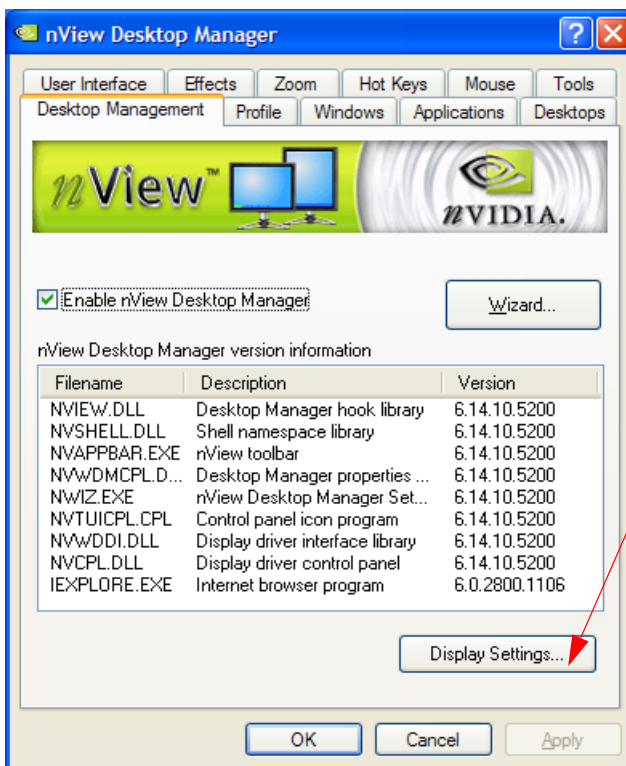 nView Desktop Manager
User Interface Effects Zoom Hot Keys Mouse Tools
Desktop Management Profile Windows Applications Desktops
nView™ nVIDIA.
Enable nView Desktop Manager
Wizard...
nView Desktop Manager version information
Filename Description Version
NVIEW.DLL Desktop Manager hook library 6.14.10.5200
NVSHELL.DLL Shell namespace library 6.14.10.5200
NVAPPBAR.EXE nView toolbar 6.14.10.5200
NVWDMCPL.D... Desktop Manager properties ... 6.14.10.5200
NWIZ.EXE nView Desktop Manager Set... 6.14.10.5200
NVTUICPL.CPL Control panel icon program 6.14.10.5200
NVWDDI.DLL Display driver interface library 6.14.10.5200
NVCPL.DLL Display driver control panel 6.14.10.5200
IEXPLORE.EXE Internet browser program 6.0.2800.1106
Display Settings...
OK Cancel Apply